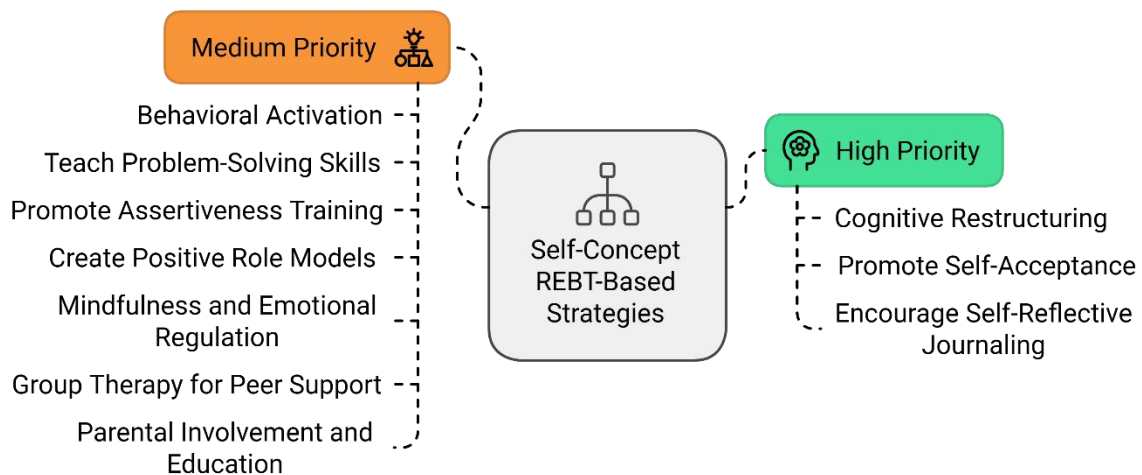 Medium Priority
Behavioral Activation
Teach Problem-Solving Skills
Promote Assertiveness Training
Create Positive Role Models
Mindfulness and Emotional
Regulation
Group Therapy for Peer Support
Parental Involvement and
Education
Self-Concept
REBT-Based
Strategies
High Priority
Cognitive Restructuring
Promote Self-Acceptance
Encourage Self-Reflective
Journaling